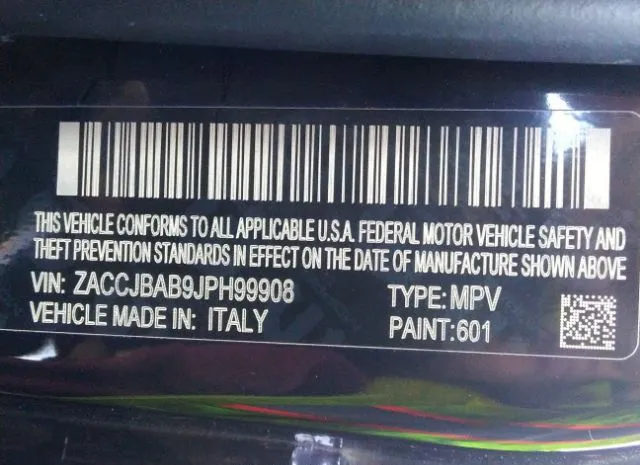 THIS VEHICLE CONFORMS TO ALL APPLICABLE U.S.A. FEDERAL MOTOR VEHICLE SAFETY AND
THEFT PREVENTION STANDARDS IN EFFECT ON THE DATE OF MANUFACTURE SHOWN ABOVE
VIN: ZACCJBAB9JPH99908 TYPE: MPV
VEHICLE MADE IN: ITALY PAINT:601